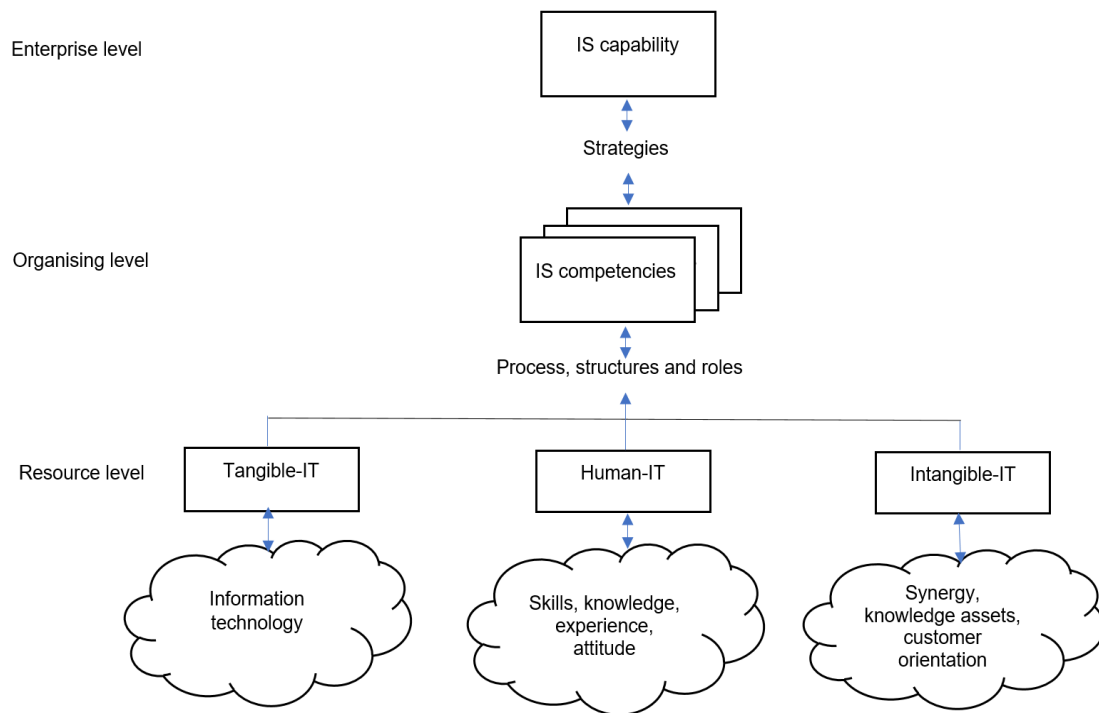 Enterprise level
IS capability
Strategies
Organising level
IS competencies
Process, structures and roles
Resource level
Tangible-IT
Human-IT
Intangible-IT
Information
technology
Skills, knowledge,
experience,
attitude
Synergy,
knowledge assets,
customer
orientation